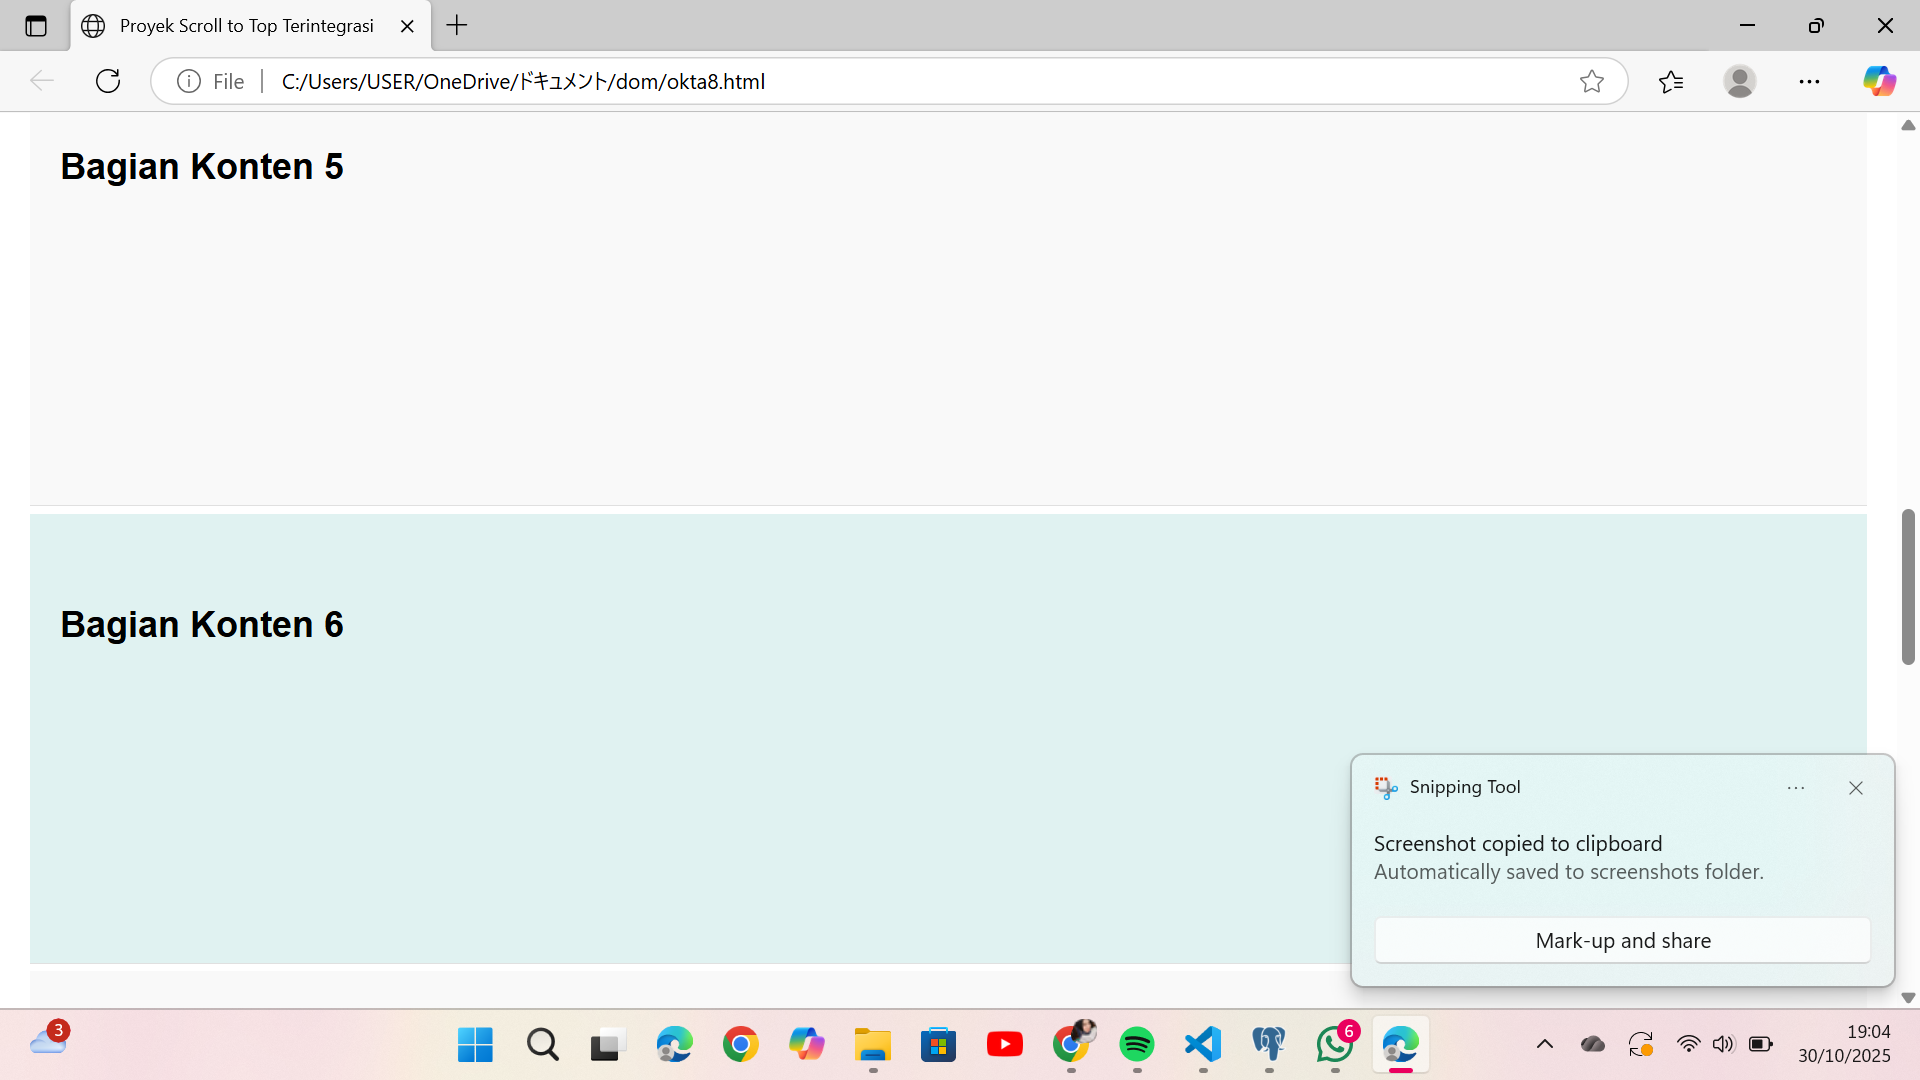 Proyek Scroll to Top Terintegrasi
File
C:/Users/USER/OneDrive/ドキュメント/dom/okta8.html
Bagian Konten 5
Bagian Konten 6
Snipping Tool
Screenshot copied to clipboard
Automatically saved to screenshots folder.
Mark-up and share
3
6
19:04
30/10/2025